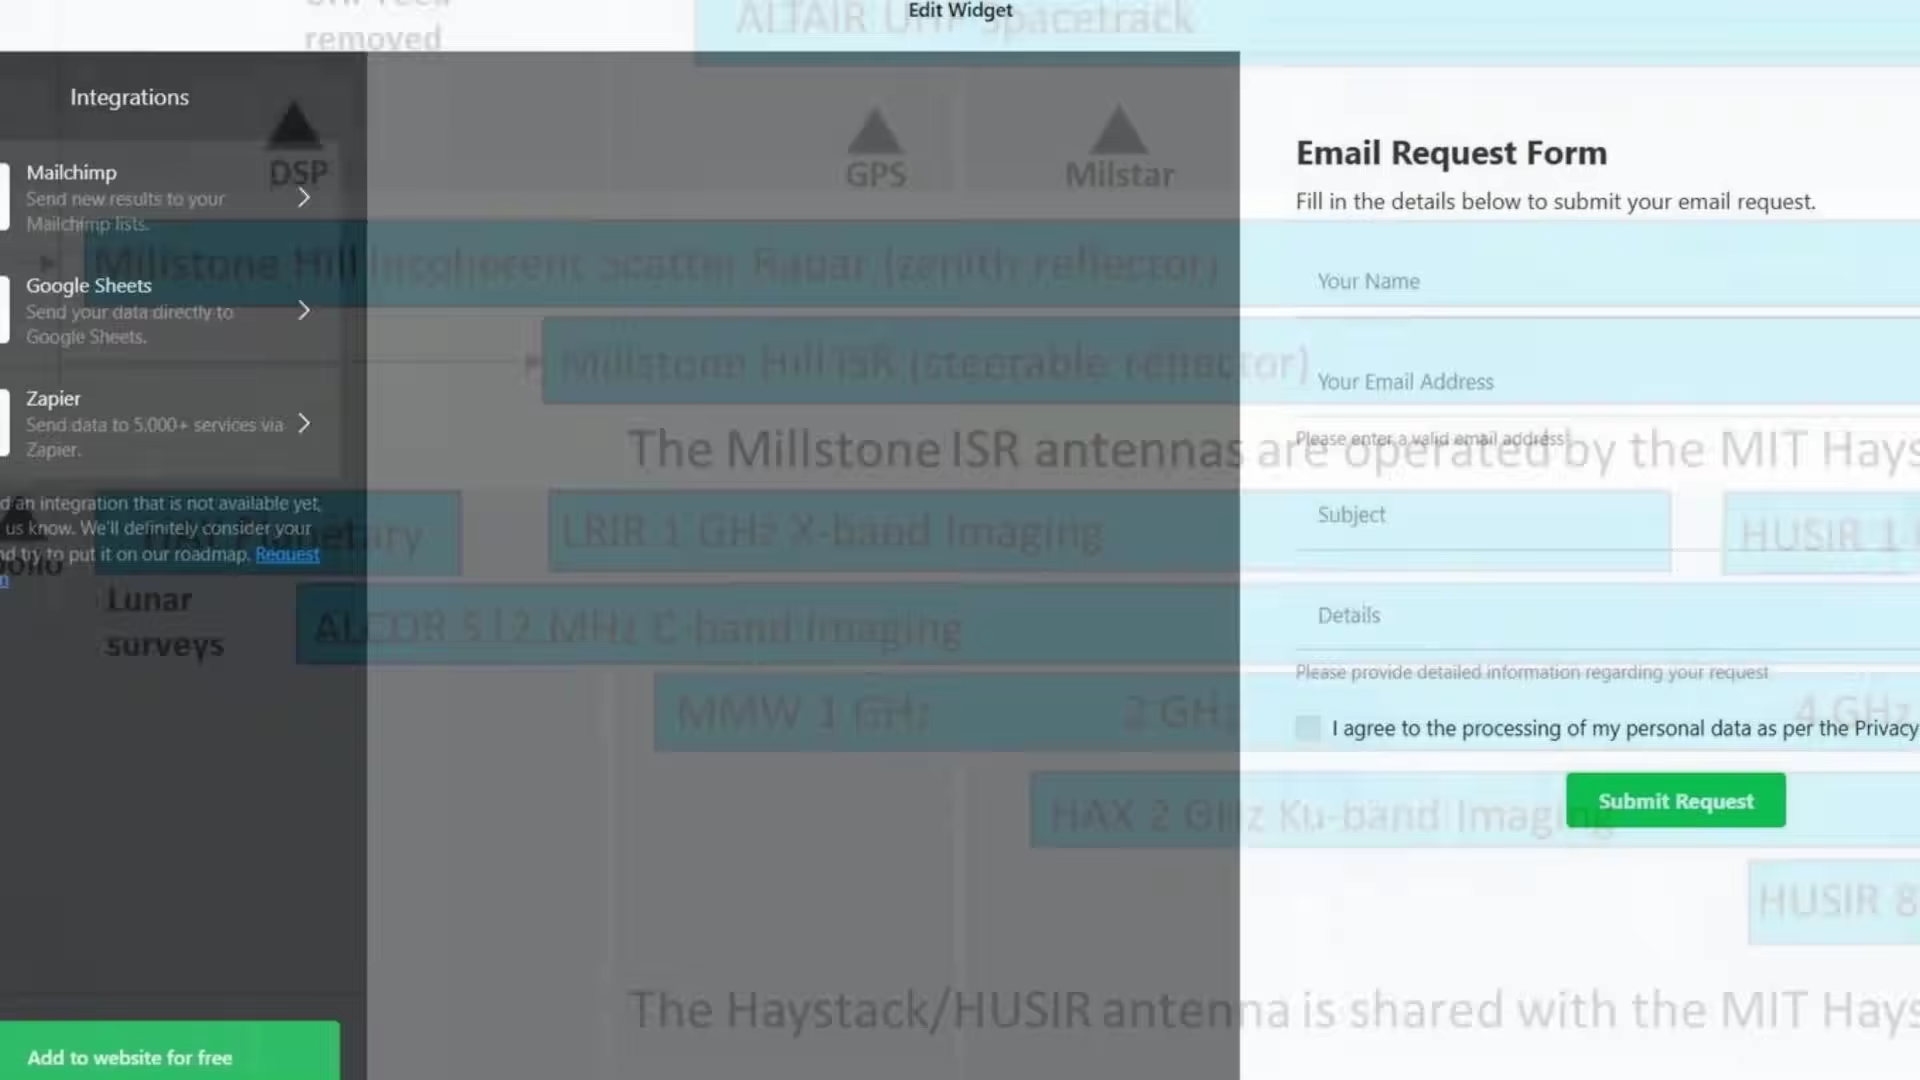 Edit Widget
removed
ALTAIR UHF Spacetrack
Integrations
DSP
GPS
Milstar
Mailchimp
Send new results to your
Mailchimp lists.
Google Sheets
Send your data directly to
Google Sheets.
Zapier
Send data to 5,000+ services via
Zapier.
d an integration that is not available yet,
us know. We'll definitely consider your
nd try to put it on our roadmap. Request
Add to website for free
Millstone Hill Incoherent Scatter Radar (zenith reflector)
Millstone Hill ISR (steerable reflector)
The Millstone ISR antennas are operated by the MIT Hays
LRIR 1 GHz X-band Imaging
HUSIR 1
Lunar
surveys
ALCOR 512 MHz C-band Imaging
MMW 1 GHz
2 GHz
4 GHz
HAX 2 GHz Ku-band Imaging
HUSIR 8
The Haystack/HUSIR antenna is shared with the MIT Hays
Email Request Form
Fill in the details below to submit your email request.
Your Name
Your Email Address
Please enter a valid email address
Subject
Details
Please provide detailed information regarding your request
I agree to the processing of my personal data as per the Privacy
Submit Request